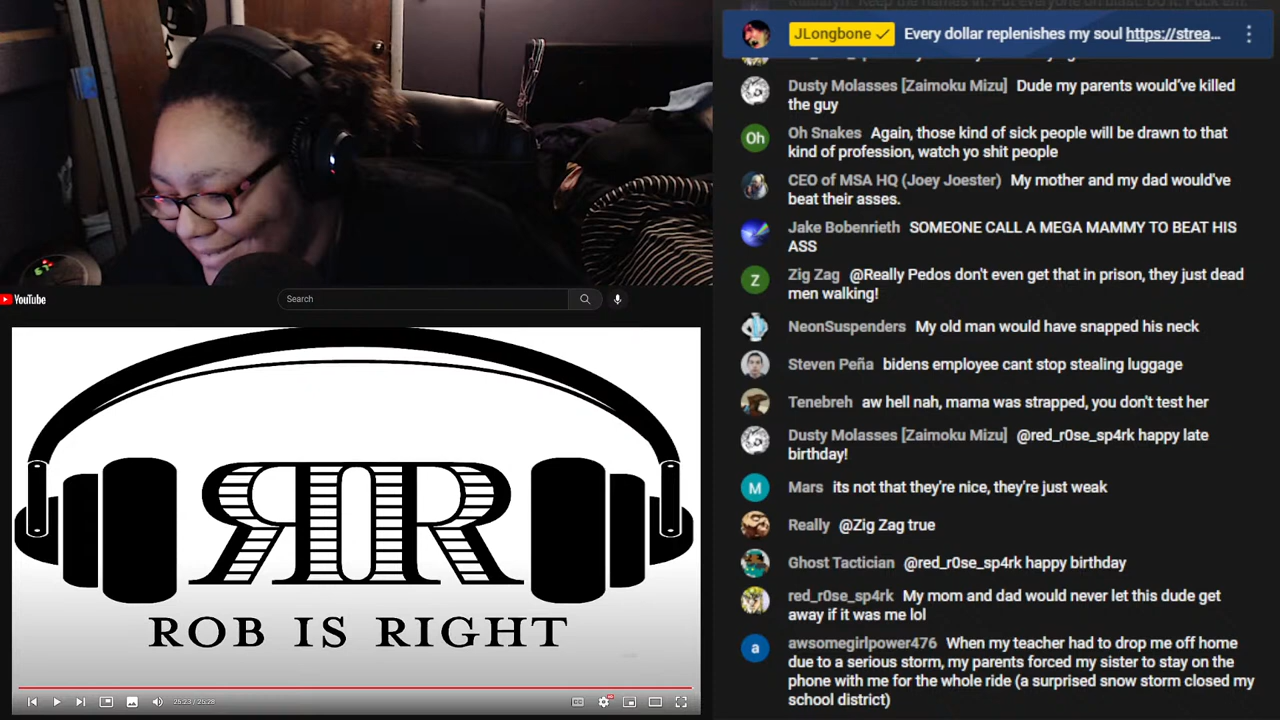 JLongbone Every dollar replenishes my soul https://strea...
Dusty Molasses [Zaimoku Mizu] Dude my parents would've killed
the guy
Oh
Oh Snakes Again, those kind of sick people will be drawn to that
kind of profession, watch yo shit people
CEO of MSA HQ (Joey Joester) My mother and my dad would've
beat their asses.
Jake Bobenrieth SOMEONE CALL A MEGA MAMMY TO BEAT HIS
ASS
Z
Zig Zag @Really Pedos don't even get that in prison, they just dead
men walking!
NeonSuspenders My old man would have snapped his neck
Steven Peña bidens employee cant stop stealing luggage
Tenebreh aw hell nah, mama was strapped, you don't test her
Dusty Molasses [Zaimoku Mizu] @red_r0se_sp4rk happy late
birthday!
M
Mars its not that they're nice, they're just weak
Really @Zig Zag true
Ghost Tactician @red_r0se_sp4rk happy birthday
red_r0se_sp4rk My mom and dad would never let this dude get
away if it was me lol
a
awsomegirlpower476 When my teacher had to drop me off home
due to a serious storm, my parents forced my sister to stay on the
phone with me for the whole ride (a surprised snow storm closed my
school district)
YouTube
Search
RR
ROB IS RIGHT
25:23 / 25:28